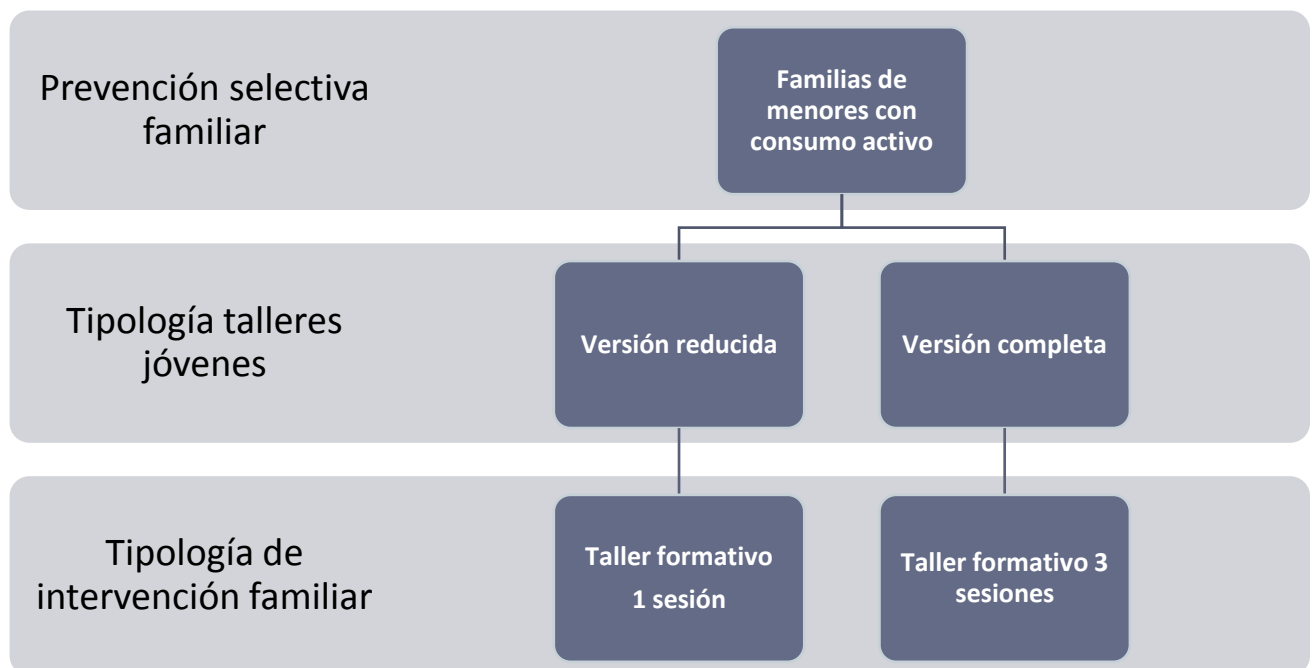 Prevención selectiva
familiar
Familias de
menores con
consumo activo
Tipología talleres
jóvenes
Versión reducida
Versión completa
Tipología de
intervención familiar
Taller formativo
1 sesión
Taller formativo 3
sesiones